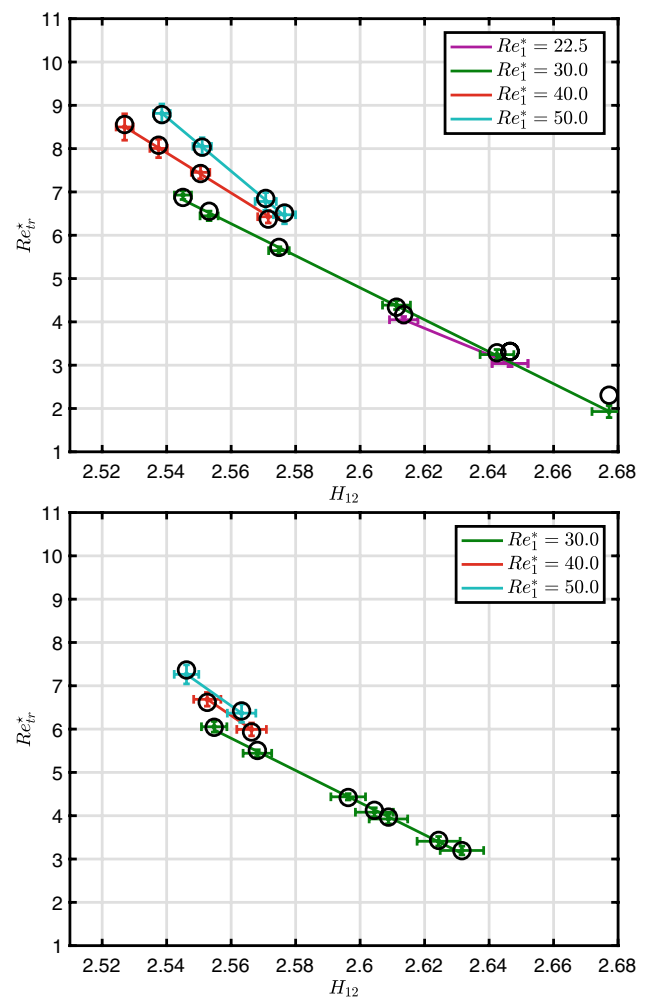 11
10
9
8
7
6
5
4
3
2
1
Re*tr
Re*1 = 22.5
Re*1 = 30.0
Re*1 = 40.0
Re*1 = 50.0
2.52 2.54 2.56 2.58 2.6 2.62 2.64 2.66 2.68
H12
11
10
9
8
7
6
5
4
3
2
1
Re*tr
Re*1 = 30.0
Re*1 = 40.0
Re*1 = 50.0
2.52 2.54 2.56 2.58 2.6 2.62 2.64 2.66 2.68
H12